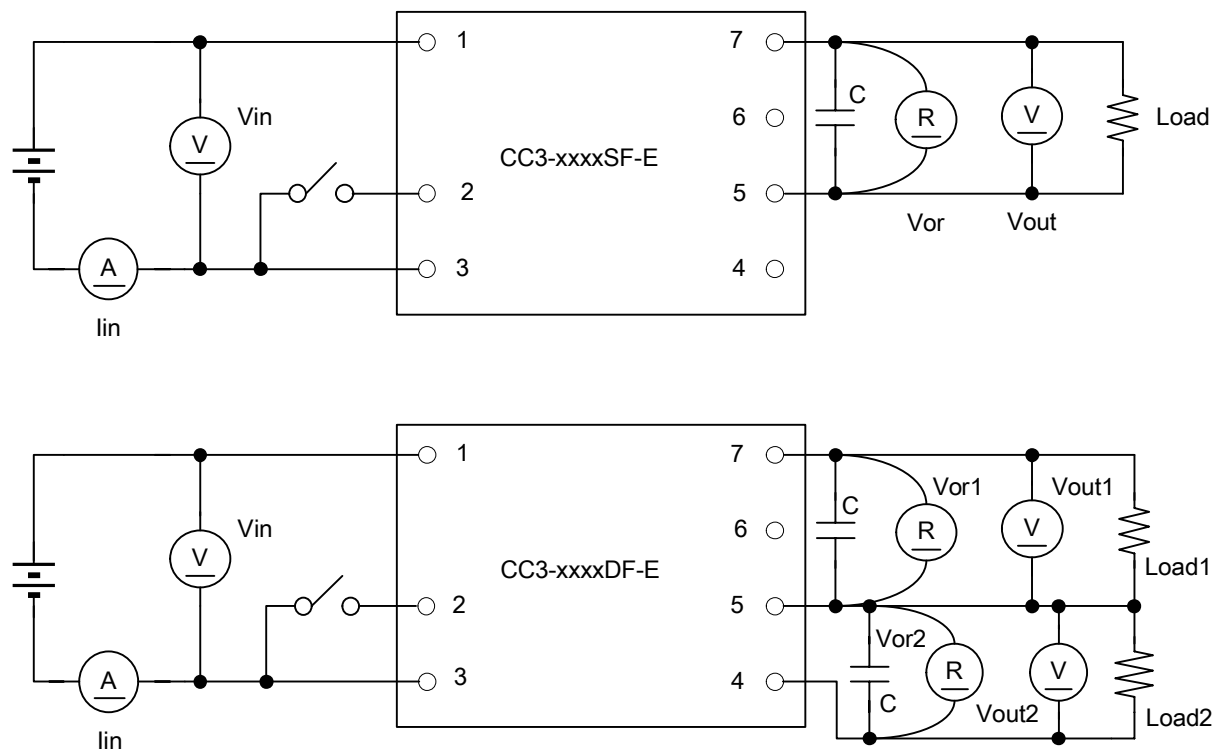 1
7
Vin
C
V
R
V
6
Load
CC3-xxxxSF-E
2
5
Vor
Vout
A
3
4
Iin
1
7
Vor1
Vout1
C
Vin
6
R
V
V
CC3-xxxxDF-E
Load1
2
5
Vor2
R
V
A
3
4
C
Vout2
Load2
Iin